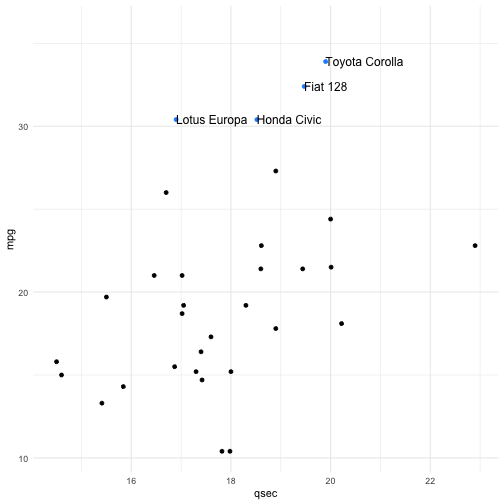 Toyota Corolla
Fiat 128
Lotus Europa
Honda Civic
30
20
10
mpg
16
18
20
22
qsec